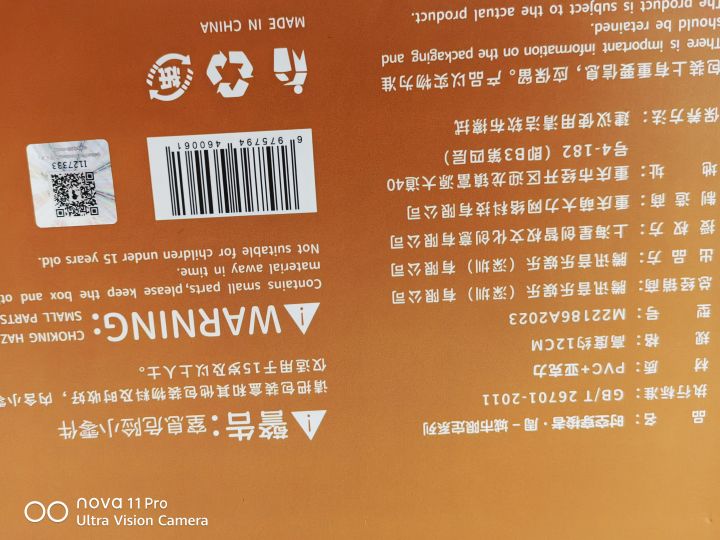 品 名：时空穿梭者·周－城市限定系列
执行标准：GB/T 26701-2011
材 质：PVC+亚克力
规 格：高度约12CM
型 号：M22186A2023
总经销商：腾讯音乐娱乐（深圳）有限公司
出 品 方：腾讯音乐娱乐（深圳）有限公司
授 权 方：上海星创智权文化创意有限公司
制 造 商：重庆萌大力网络科技有限公司
地 址：重庆市经开区迎龙镇富源大道40
号4-182（即B3第四层）
保养方法：建议使用清洁软布擦拭
包装上有重要信息，应保留。产品以实物为准
There is important information on the packaging and
should be retained.
The product is subject to the actual product.
警告：窒息危险小零件
请把包装盒和其他包装物料及时收好，内含小零
仅适用于15岁及以上人士。
WARNING: CHOKING HAZ
SMALL PARTS
Contains small parts,please keep the box and ot
material away in time.
Not suitable for children under 15 years old.
6 975794 460061
1127333
纸
MADE IN CHINA
nova 11 Pro
Ultra Vision Camera